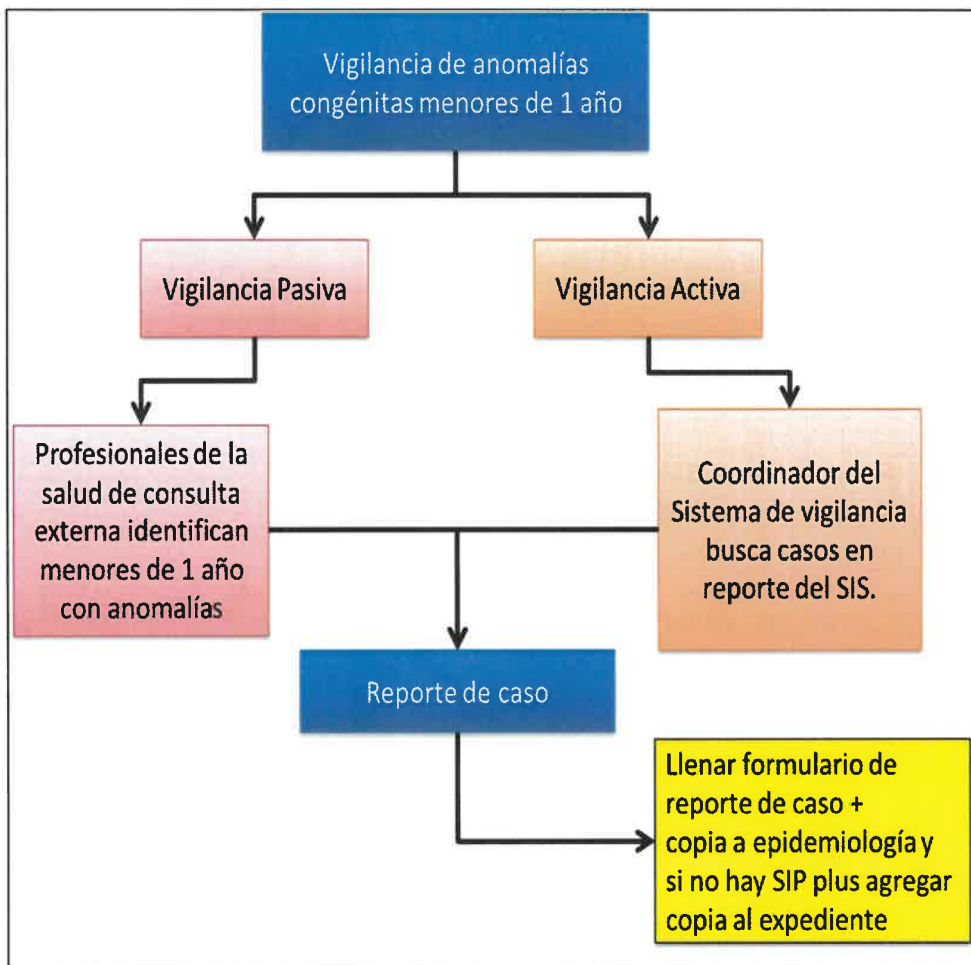 Vigilancia de anomalías
congénitas menores de 1 año
Vigilancia Pasiva
Vigilancia Activa
Profesionales de la
salud de consulta
externa identifican
menores de 1 año
con anomalías
Coordinador del
Sistema de vigilancia
busca casos en
reporte del SIS.
Reporte de caso
Llenar formulario de
reporte de caso +
copia a epidemiología y
si no hay SIP plus agregar
copia al expediente